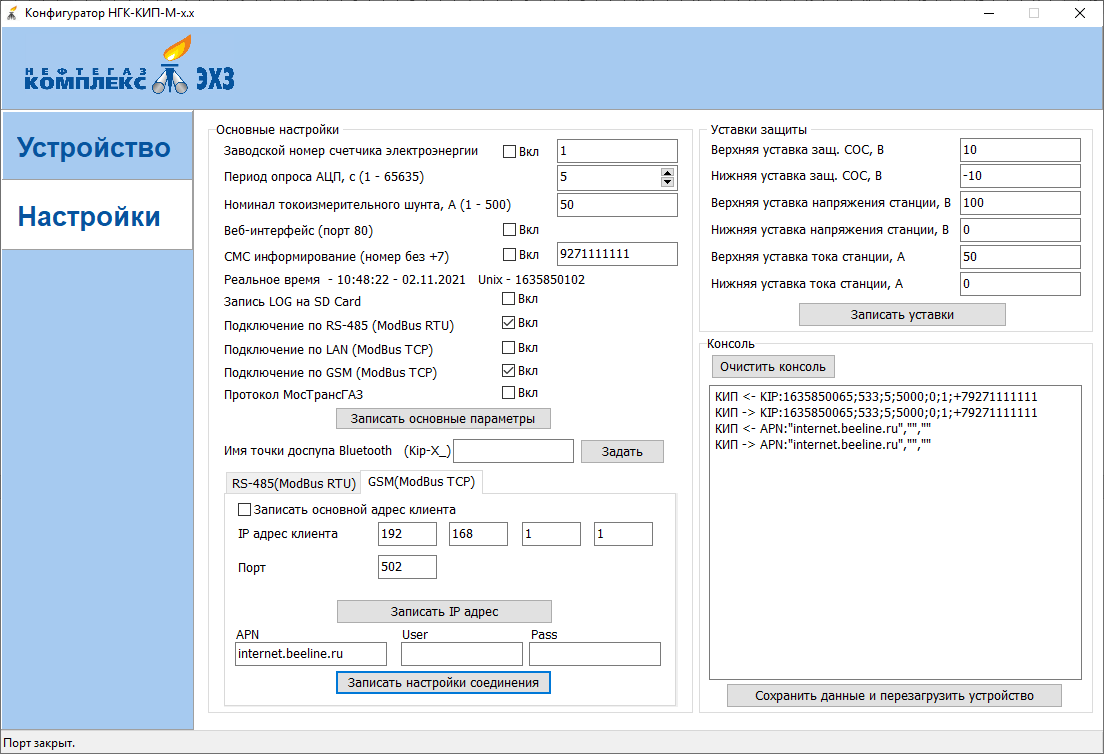 Конфигуратор НГК-КИП-М-х.х
НЕФТЕГАЗ
КОМПЛЕКС
ЭХЗ
Устройство
Настройки
Основные настройки
Заводской номер счетчика электроэнергии Вкл 1
Период опроса АЦП, с (1 - 65635) 5
Номинал токоизмерительного шунта, А (1 - 500) 50
Веб-интерфейс (порт 80) Вкл
СМС информирование (номер без +7) Вкл 9271111111
Реальное время - 10:48:22 - 02.11.2021 Unix - 1635850102
Запись LOG на SD Card Вкл
Подключение по RS-485 (ModBus RTU) Вкл
Подключение по LAN (ModBus TCP) Вкл
Подключение по GSM (ModBus TCP) Вкл
Протокол МосТрансГАЗ Вкл
Записать основные параметры
Имя точки доспупа Bluetooth (Kip-X_) Задать
RS-485(ModBus RTU) GSM(ModBus TCP)
Записать основной адрес клиента
IP адрес клиента 192 168 1 1
Порт 502
Записать IP адрес
APN User Pass
internet.beeline.ru
Записать настройки соединения
Уставки защиты
Верхняя уставка защ. СОС, В 10
Нижняя уставка защ. СОС, В -10
Верхняя уставка напряжения станции, В 100
Нижняя уставка напряжения станции, В 0
Верхняя уставка тока станции, А 50
Нижняя уставка тока станции, А 0
Записать уставки
Консоль
Очистить консоль
КИП <- KIP:1635850065;533;5;5000;0;1;+79271111111
КИП -> KIP:1635850065;533;5;5000;0;1;+79271111111
КИП <- APN:"internet.beeline.ru","",""
КИП -> APN:"internet.beeline.ru","",""
Сохранить данные и перезагрузить устройство
Порт закрыт.